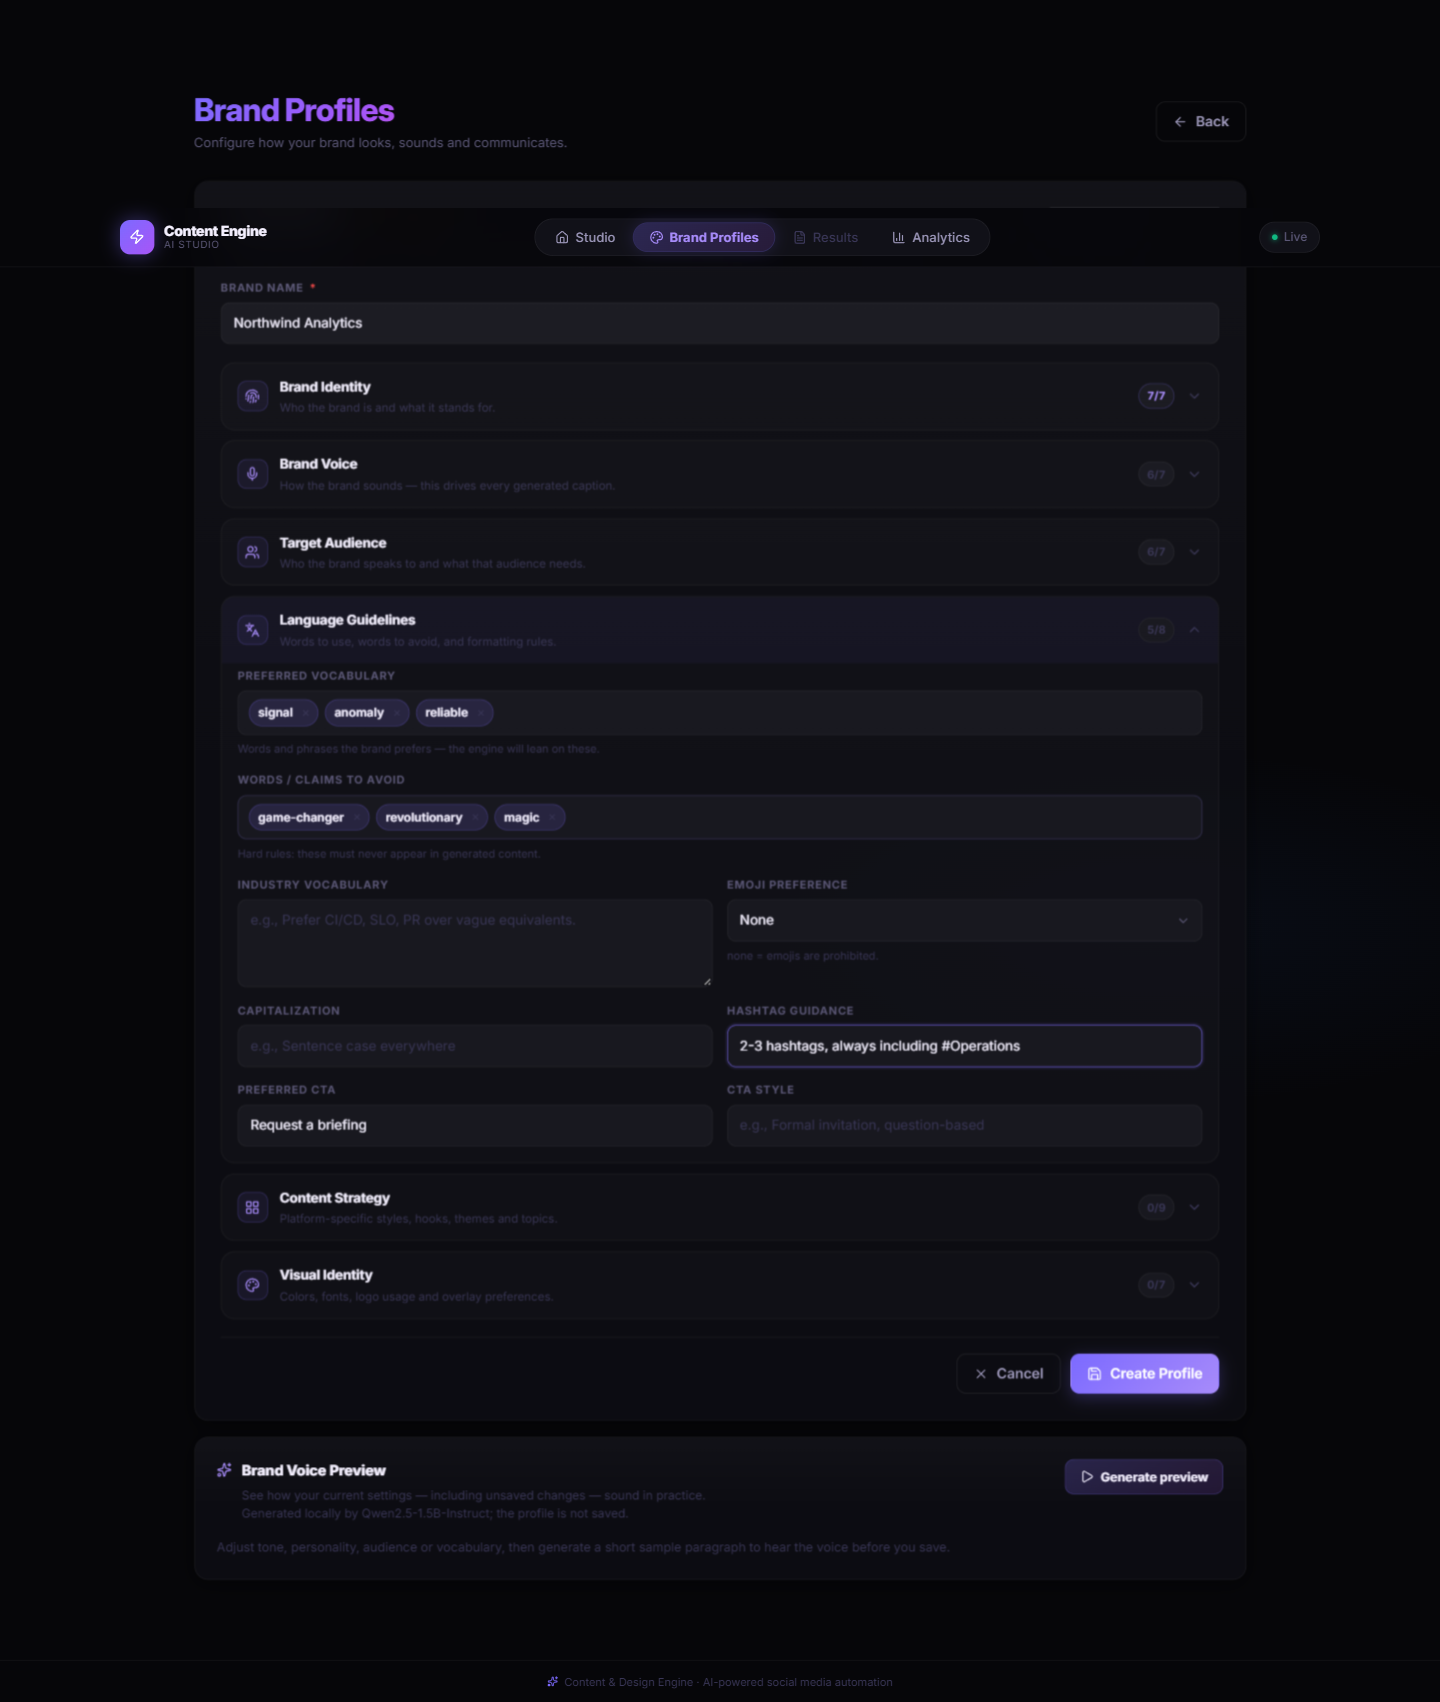 Brand Profiles
Configure how your brand looks, sounds and communicates.
Back
Content Engine
AI STUDIO
Studio
Brand Profiles
Results
Analytics
Live
BRAND NAME *
Northwind Analytics
Brand Identity
Who the brand is and what it stands for.
7/7
Brand Voice
How the brand sounds — this drives every generated caption.
6/7
Target Audience
Who the brand speaks to and what that audience needs.
6/7
Language Guidelines
Words to use, words to avoid, and formatting rules.
5/8
PREFERRED VOCABULARY
signal ×
anomaly ×
reliable ×
Words and phrases the brand prefers — the engine will lean on these.
WORDS / CLAIMS TO AVOID
game-changer ×
revolutionary ×
magic ×
Hard rules: these must never appear in generated content.
INDUSTRY VOCABULARY
e.g., Prefer CI/CD, SLO, PR over vague equivalents.
EMOJI PREFERENCE
None
none = emojis are prohibited.
CAPITALIZATION
e.g., Sentence case everywhere
HASHTAG GUIDANCE
2-3 hashtags, always including #Operations
PREFERRED CTA
Request a briefing
CTA STYLE
e.g., Formal invitation, question-based
Content Strategy
Platform-specific styles, hooks, themes and topics.
0/9
Visual Identity
Colors, fonts, logo usage and overlay preferences.
0/7
Cancel
Create Profile
Brand Voice Preview
See how your current settings — including unsaved changes — sound in practice.
Generated locally by Qwen2.5-1.5B-Instruct; the profile is not saved.
Generate preview
Adjust tone, personality, audience or vocabulary, then generate a short sample paragraph to hear the voice before you save.
Content & Design Engine · AI-powered social media automation